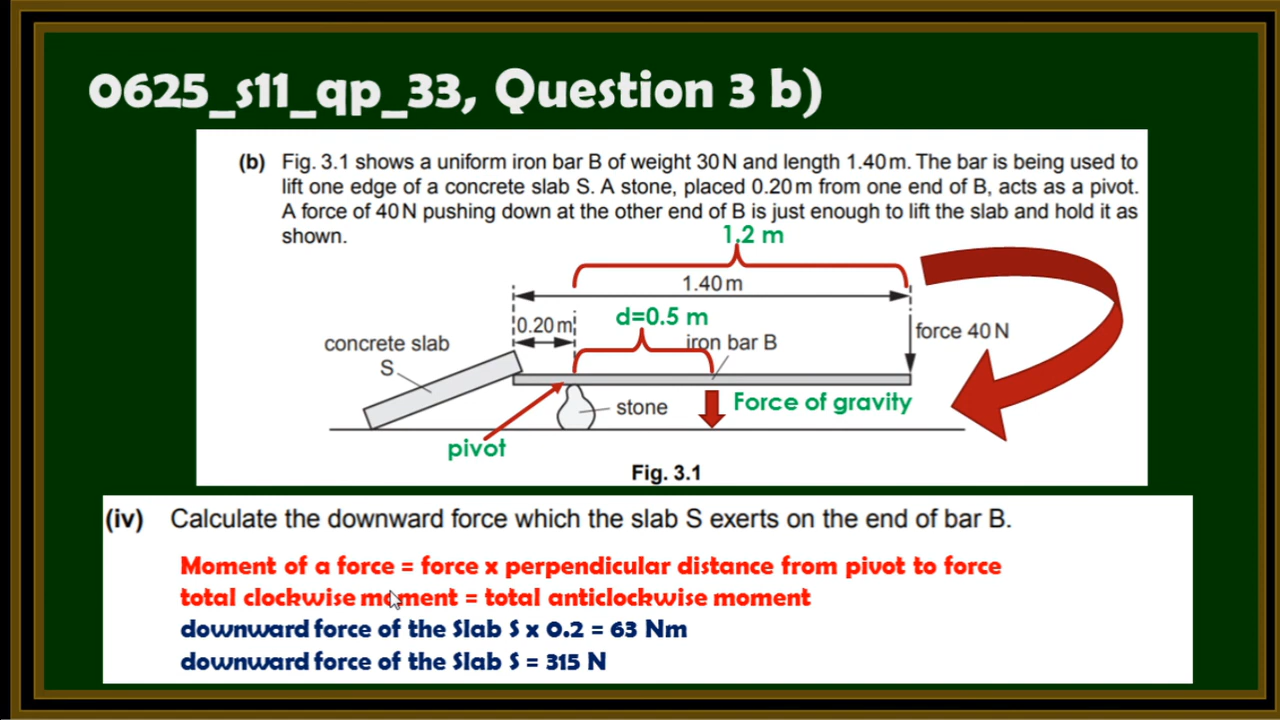 0625_s11_qp_33, Question 3 b)
(b) Fig. 3.1 shows a uniform iron bar B of weight 30 N and length 1.40 m. The bar is being used to
lift one edge of a concrete slab S. A stone, placed 0.20 m from one end of B, acts as a pivot.
A force of 40 N pushing down at the other end of B is just enough to lift the slab and hold it as
shown.
1.2 m
1.40 m
0.20 m
d=0.5 m
force 40 N
concrete slab
S
iron bar B
stone
Force of gravity
pivot
Fig. 3.1
(iv) Calculate the downward force which the slab S exerts on the end of bar B.
Moment of a force = force x perpendicular distance from pivot to force
total clockwise moment = total anticlockwise moment
downward force of the Slab S x 0.2 = 63 Nm
downward force of the Slab S = 315 N